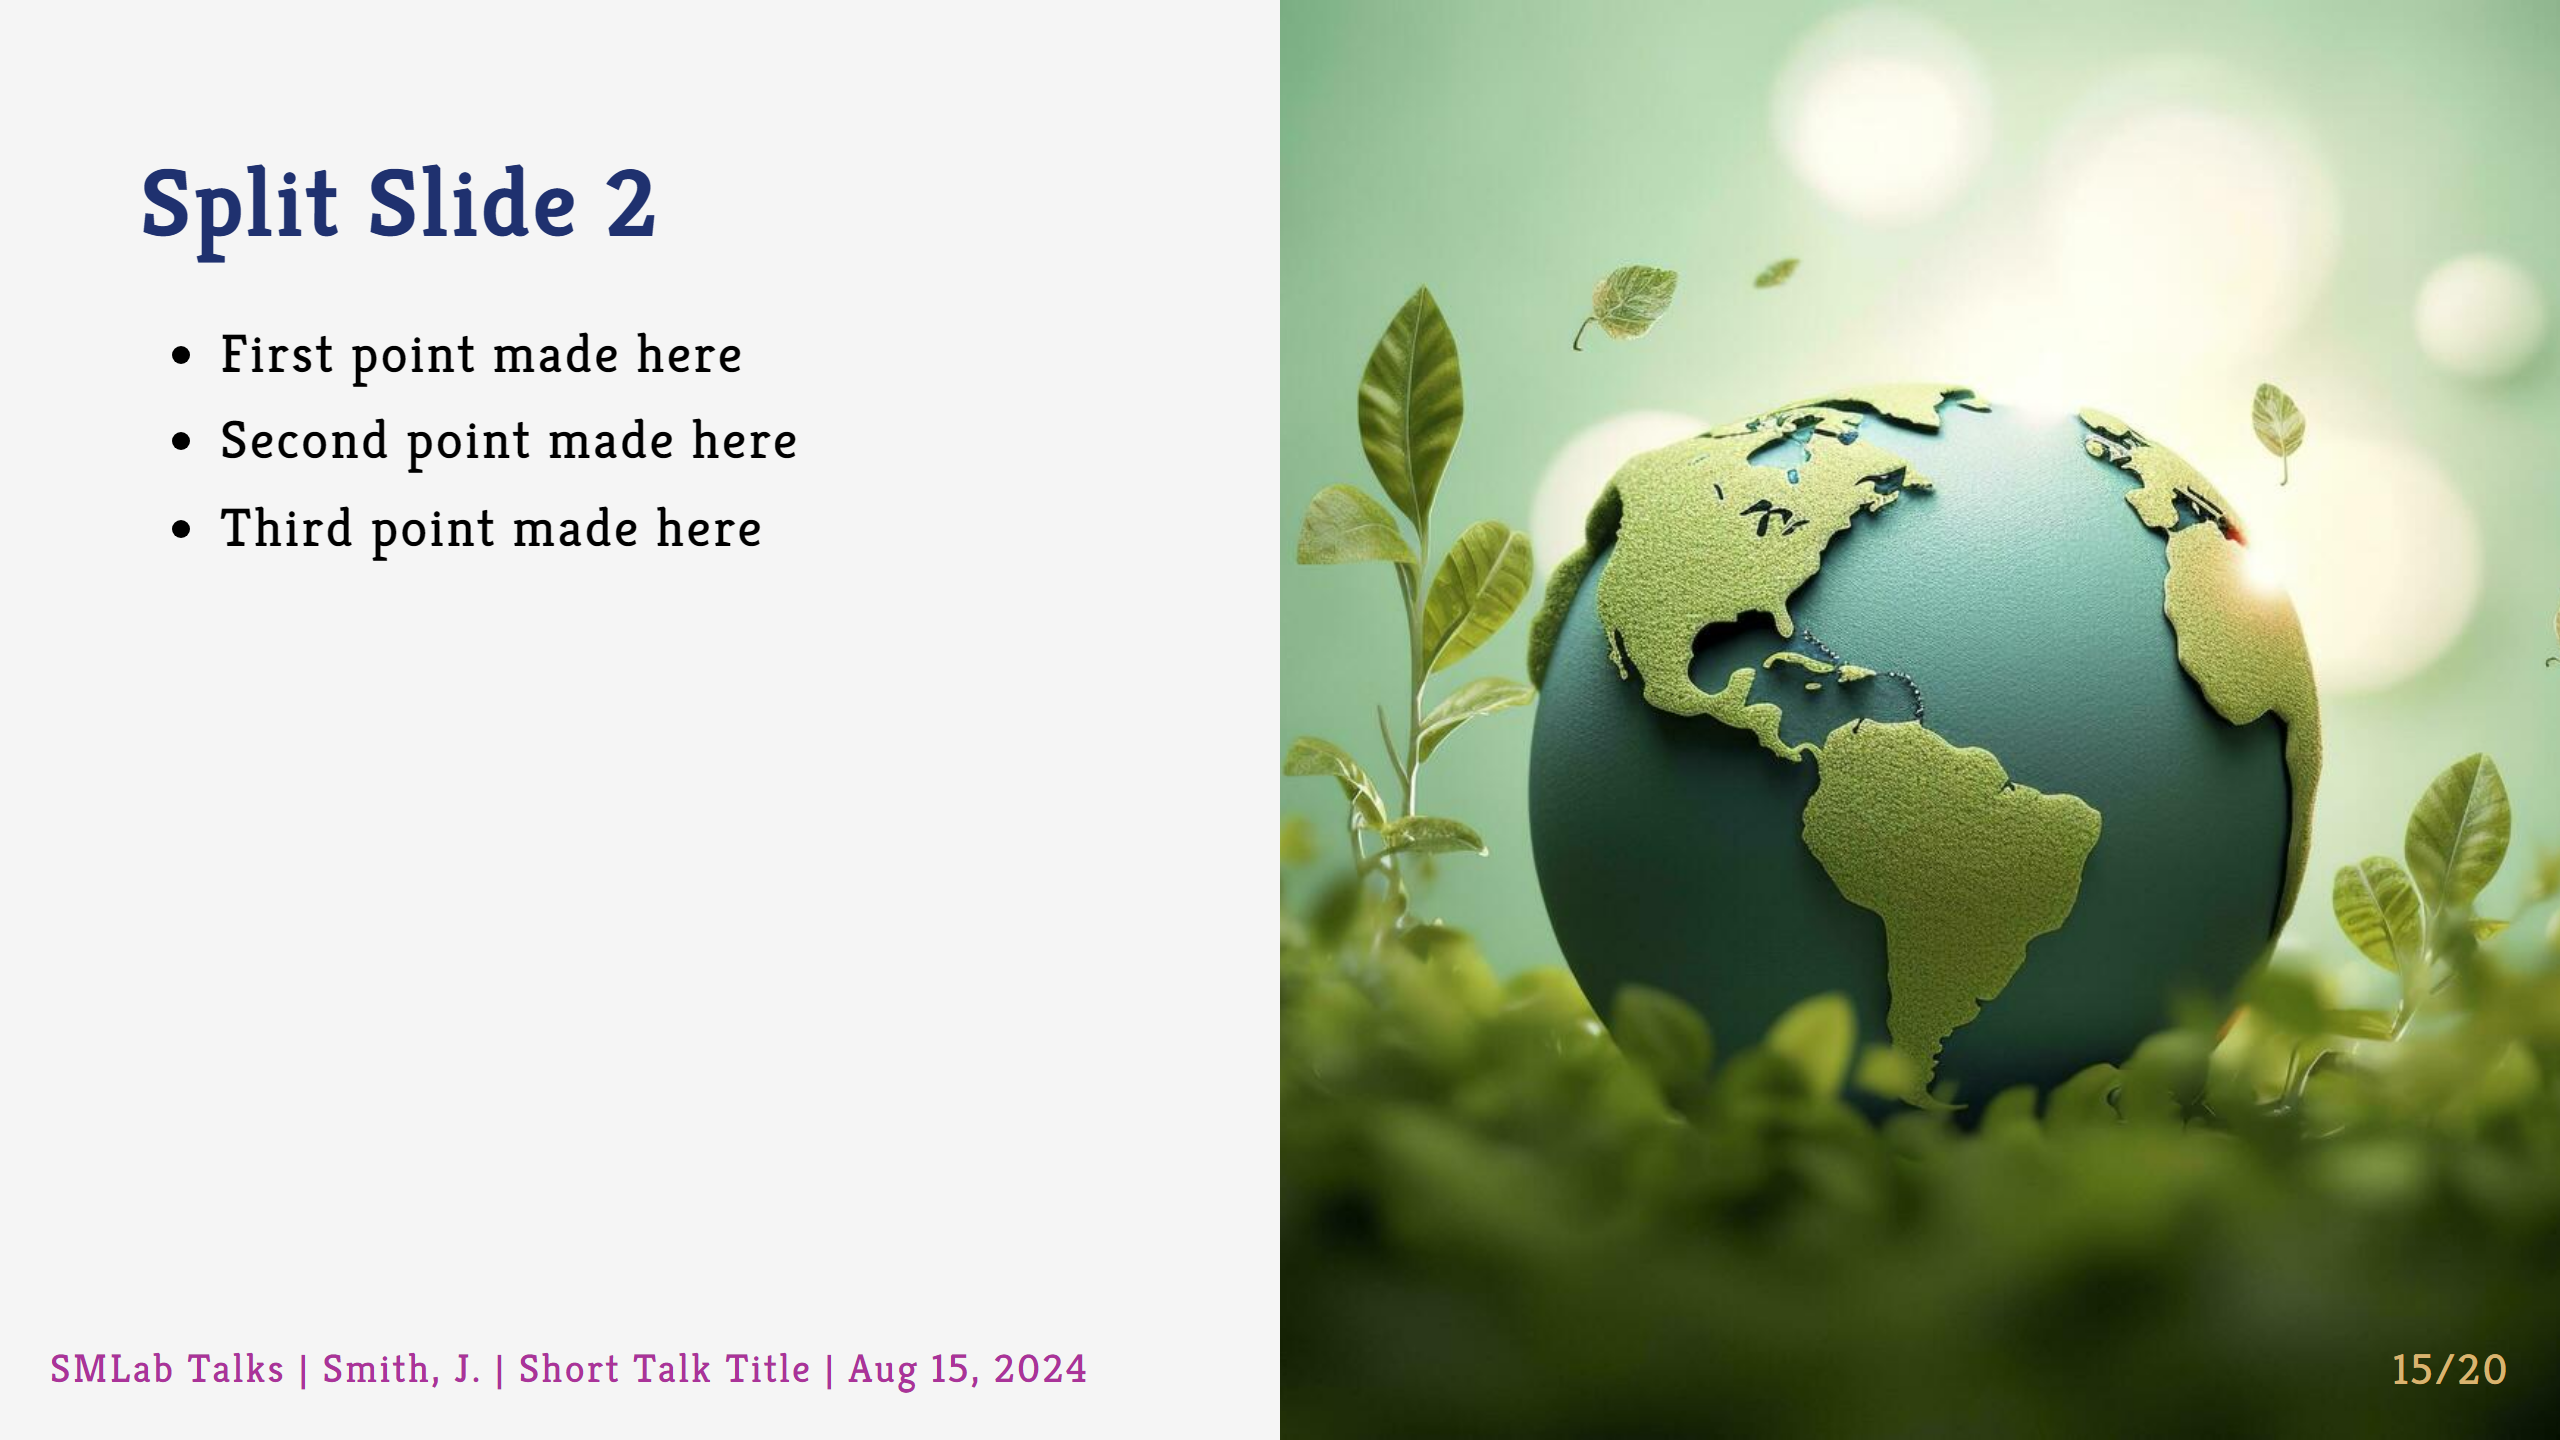 Split Slide 2
• First point made here
• Second point made here
• Third point made here
SMLab Talks | Smith, J. | Short Talk Title | Aug 15, 2024
15/20